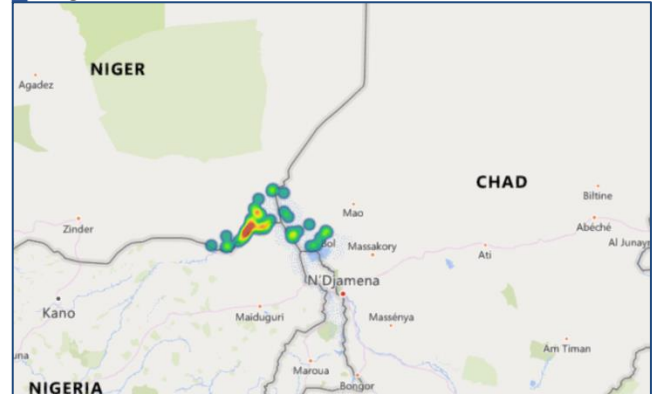 NIGER
Agadez
CHAD
Biltine
Mao
Zinder
Abéché
Bol
Massakory
Al Junayn
Ati
N'Djamena
Kano
Maiduguri
Massénya
una
Am Timan
Maroua
NIGERIA
Bongor